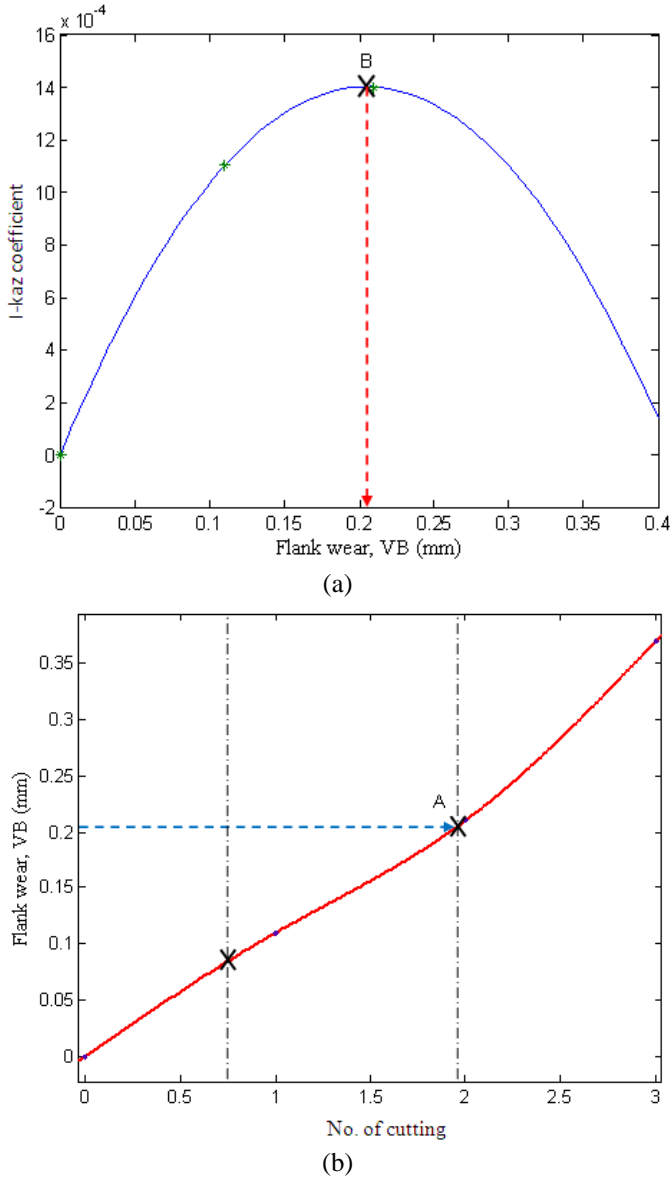 x 10⁻⁴
16
14
12
10
8
6
4
2
0
-2
B
I-kaz coefficient
0 0.05 0.1 0.15 0.2 0.25 0.3 0.35 0.4
Flank wear, VB (mm)
(a)
0.35
0.3
0.25
0.2
0.15
0.1
0.05
0
A
Flank wear, VB (mm)
0 0.5 1 1.5 2 2.5 3
No. of cutting
(b)